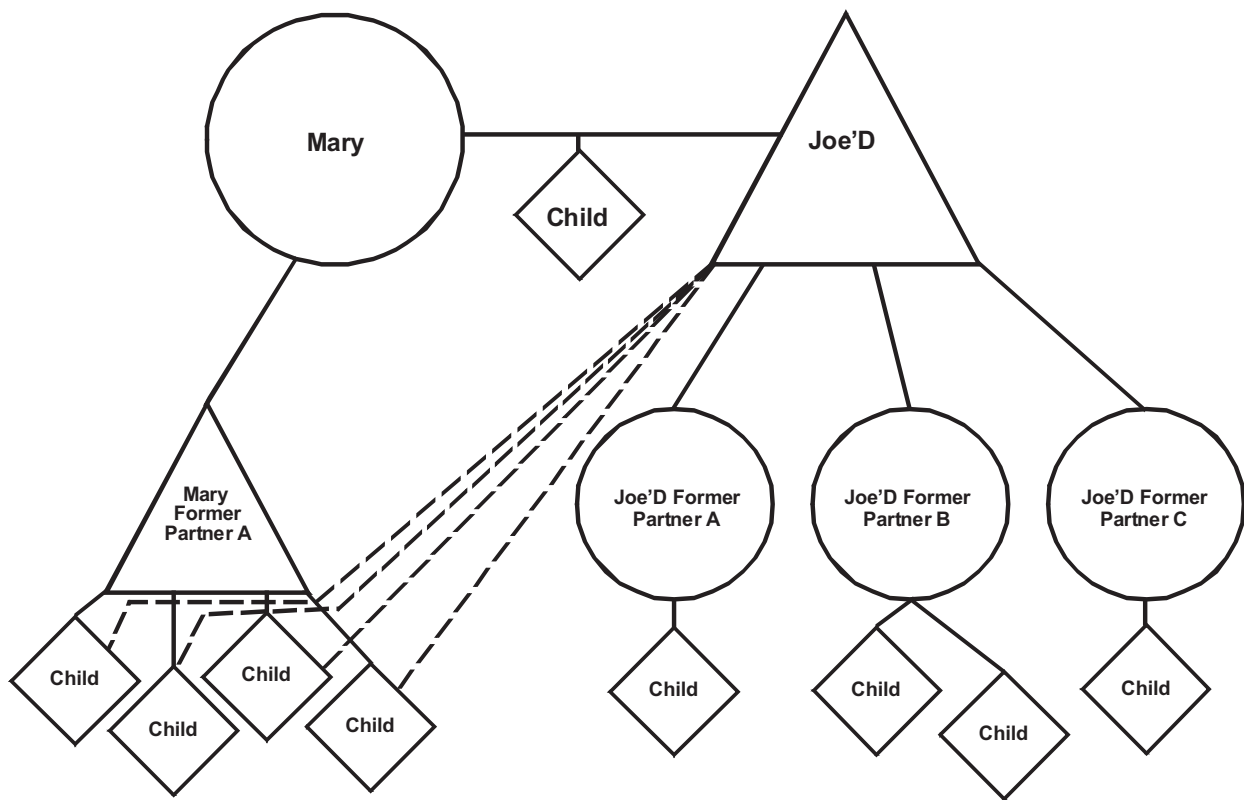 Mary
Joe’D
Child
Mary
Former
Partner A
Joe’D Former
Partner A
Joe’D Former
Partner B
Joe’D Former
Partner C
Child
Child
Child
Child
Child
Child
Child
Child